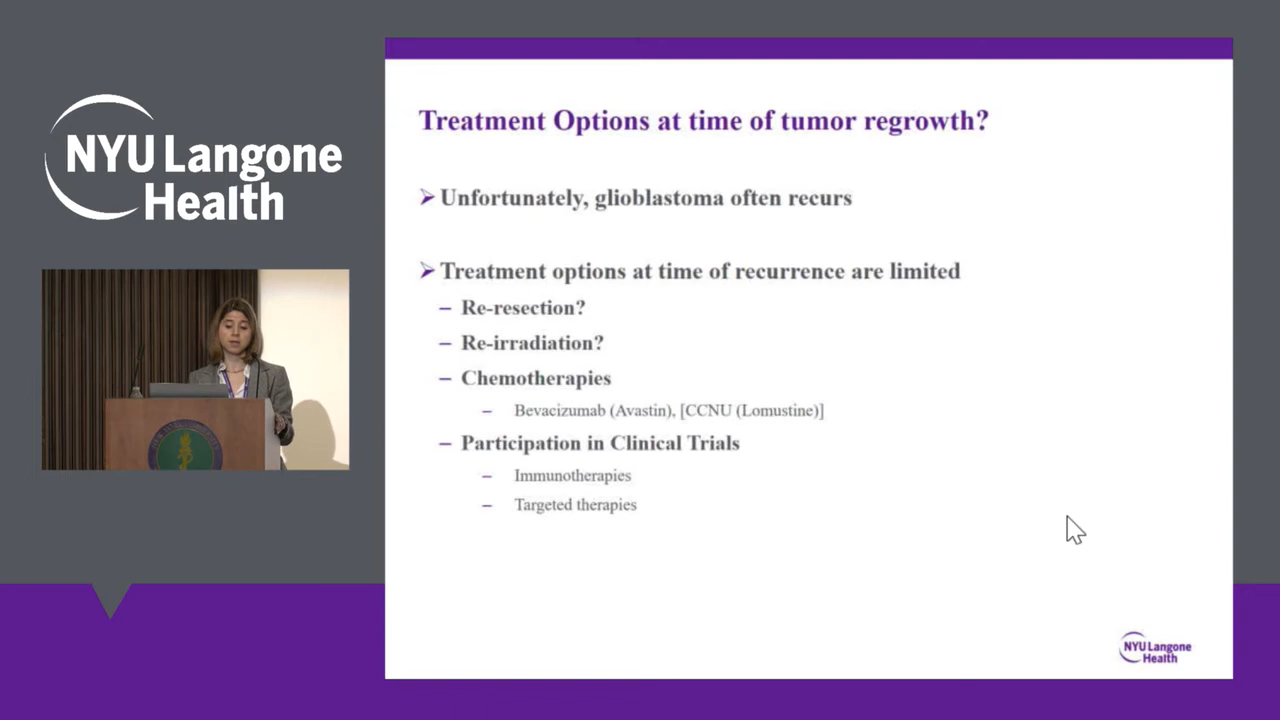 NYU Langone
Health
Treatment Options at time of tumor regrowth?
➢ Unfortunately, glioblastoma often recurs
➢ Treatment options at time of recurrence are limited
– Re-resection?
– Re-irradiation?
– Chemotherapies
– Bevacizumab (Avastin), [CCNU (Lomustine)]
– Participation in Clinical Trials
– Immunotherapies
– Targeted therapies
NYU Langone
Health